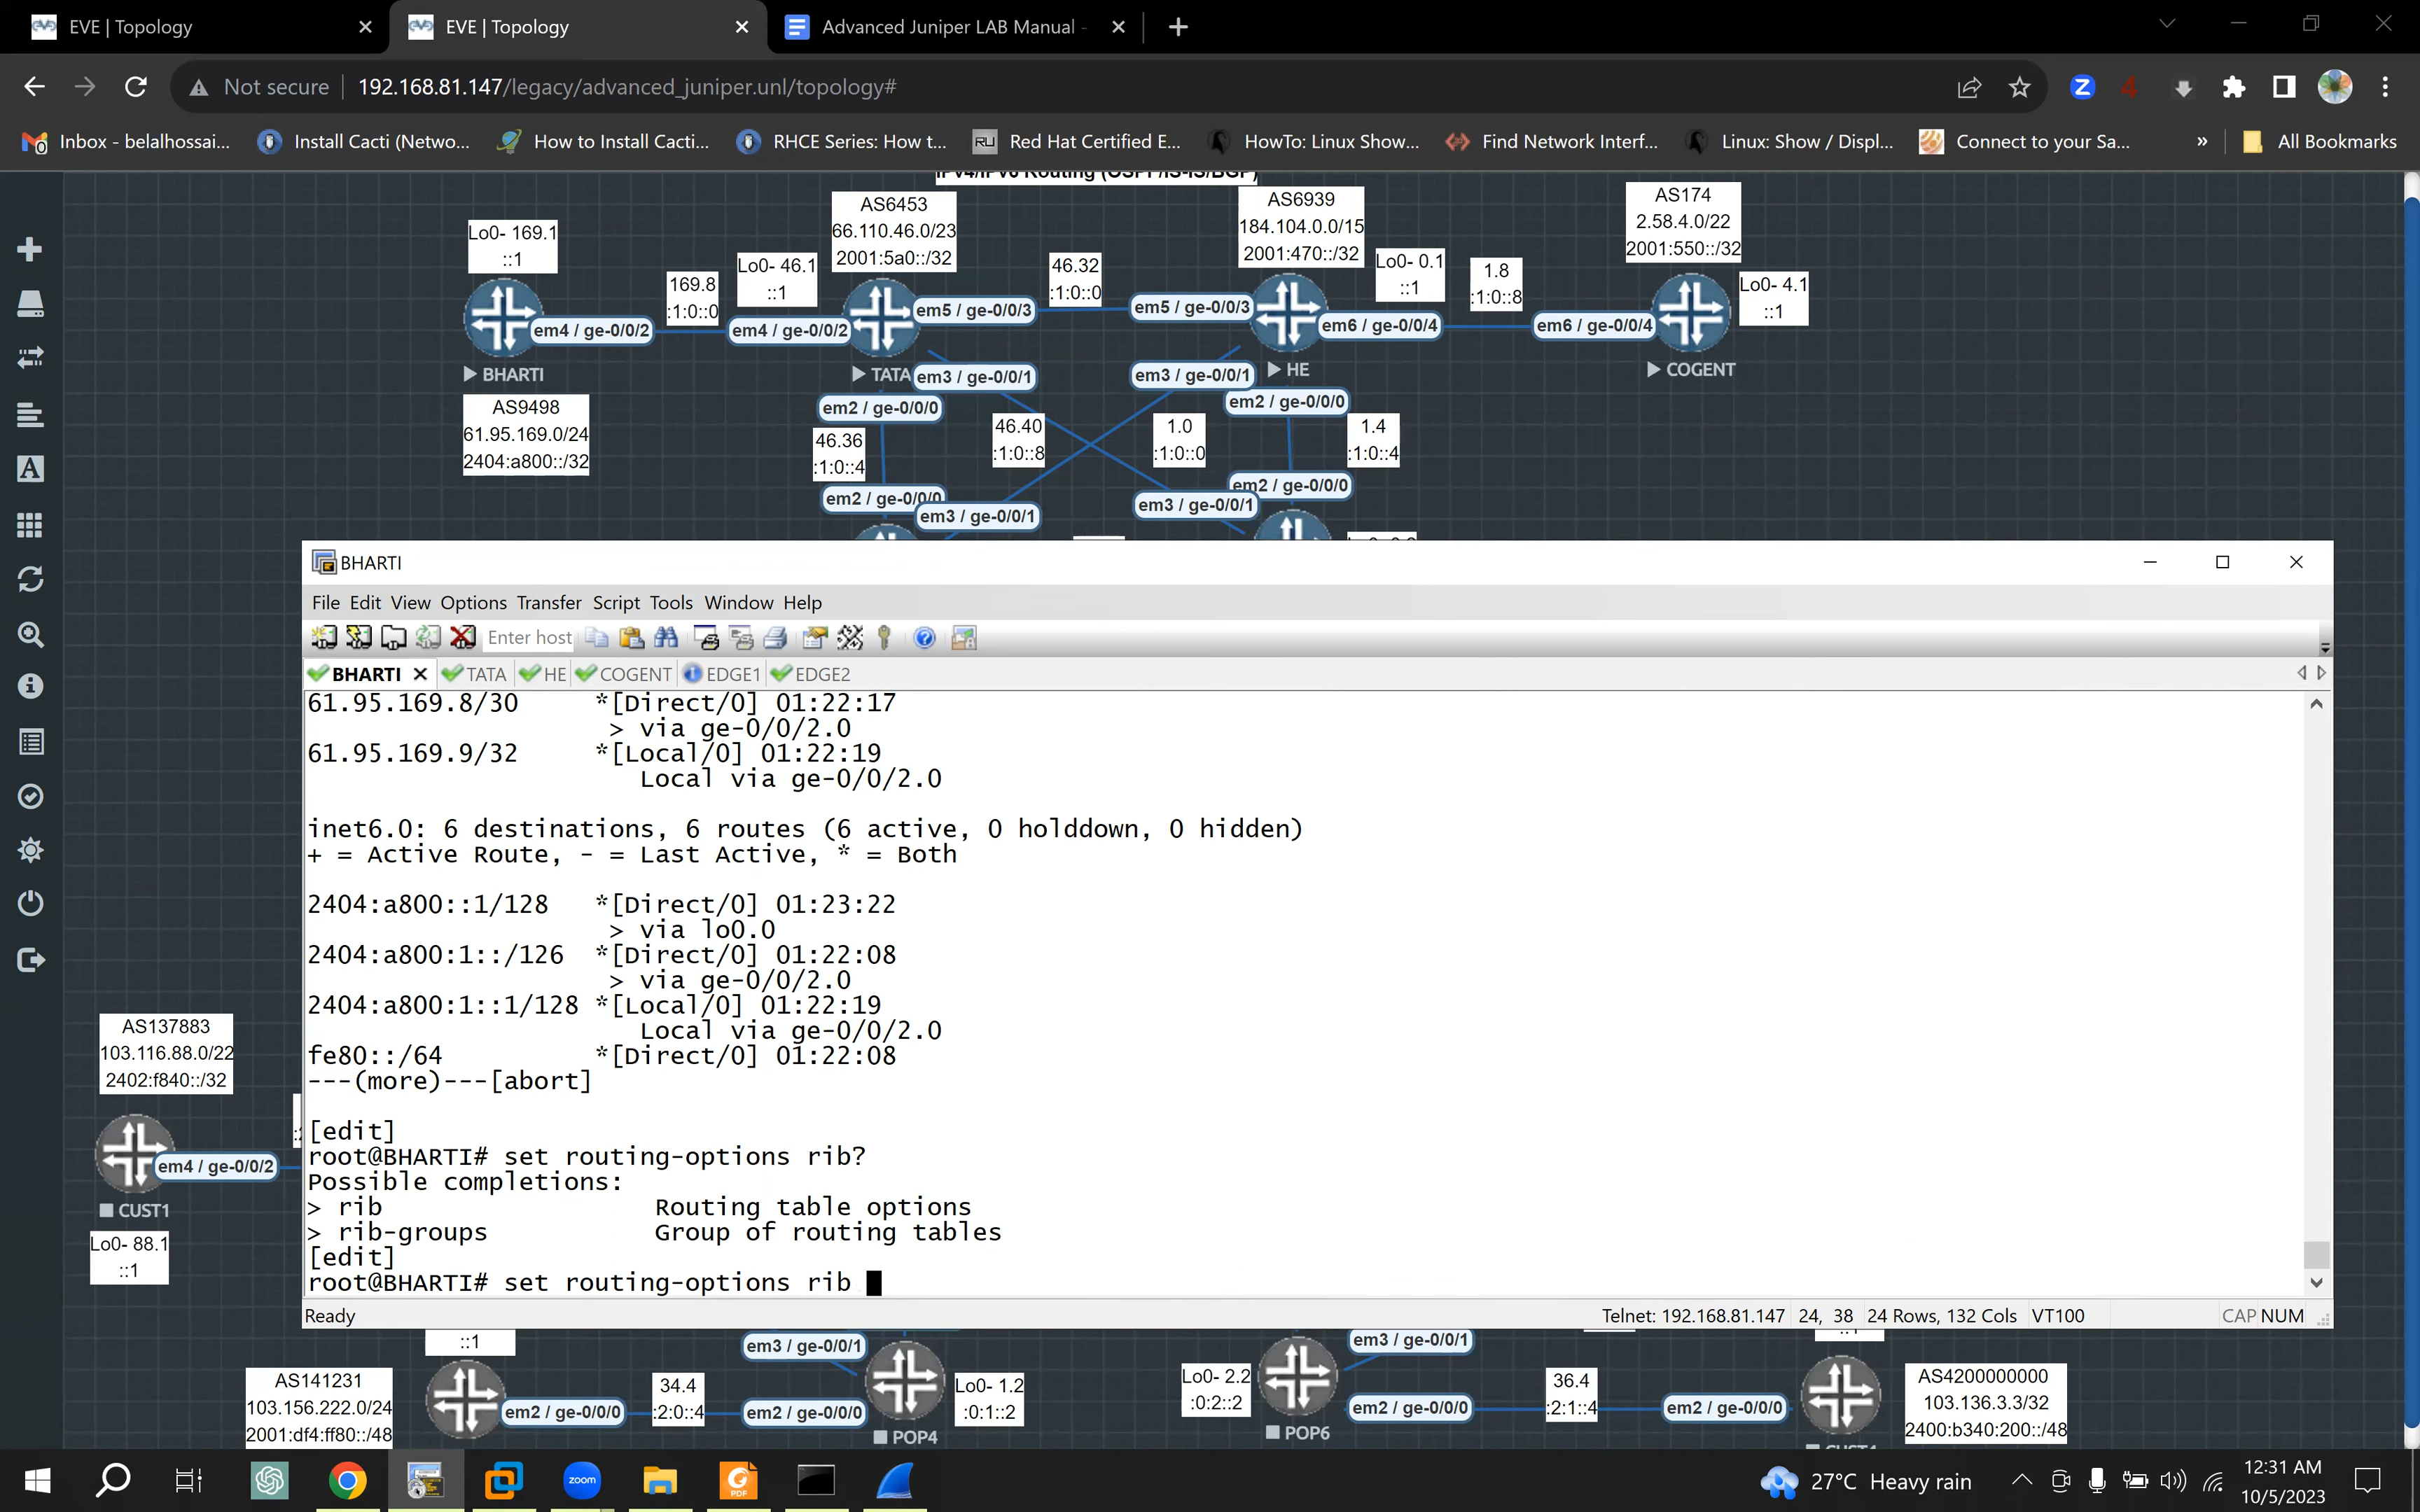 EVE | Topology
EVE | Topology
Advanced Juniper LAB Manual -
Not secure
192.168.81.147/legacy/advanced_juniper.unl/topology#
Inbox - belalhossai...
Install Cacti (Netwo...
How to Install Cacti...
RHCE Series: How t...
Red Hat Certified E...
HowTo: Linux Show...
Find Network Interf...
Linux: Show / Displ...
Connect to your Sa...
»
All Bookmarks
IPv4/IPv6 Routing (OSPF/IS-IS/BGP)
Lo0- 169.1
::1
169.8
:1:0::0
Lo0- 46.1
::1
AS6453
66.110.46.0/23
2001:5a0::/32
46.32
:1:0::0
AS6939
184.104.0.0/15
2001:470::/32
Lo0- 0.1
::1
1.8
:1:0::8
AS174
2.58.4.0/22
2001:550::/32
Lo0- 4.1
::1
em4 / ge-0/0/2
em4 / ge-0/0/2
em5 / ge-0/0/3
em5 / ge-0/0/3
em6 / ge-0/0/4
em6 / ge-0/0/4
BHARTI
TATA
em3 / ge-0/0/1
em3 / ge-0/0/1
HE
COGENT
AS9498
61.95.169.0/24
2404:a800::/32
em2 / ge-0/0/0
em2 / ge-0/0/0
46.36
:1:0::4
46.40
:1:0::8
1.0
:1:0::0
1.4
:1:0::4
em2 / ge-0/0/0
em3 / ge-0/0/1
em2 / ge-0/0/0
em3 / ge-0/0/1
BHARTI
File Edit View Options Transfer Script Tools Window Help
Enter host
BHARTI
TATA
HE
COGENT
EDGE1
EDGE2
61.95.169.8/30 *[Direct/0] 01:22:17
> via ge-0/0/2.0
61.95.169.9/32 *[Local/0] 01:22:19
Local via ge-0/0/2.0
inet6.0: 6 destinations, 6 routes (6 active, 0 holddown, 0 hidden)
+ = Active Route, - = Last Active, * = Both
2404:a800::1/128 *[Direct/0] 01:23:22
> via lo0.0
2404:a800:1::/126 *[Direct/0] 01:22:08
> via ge-0/0/2.0
2404:a800:1::1/128 *[Local/0] 01:22:19
Local via ge-0/0/2.0
fe80::/64 *[Direct/0] 01:22:08
---(more)---[abort]
[edit]
root@BHARTI# set routing-options rib?
Possible completions:
> rib Routing table options
> rib-groups Group of routing tables
[edit]
root@BHARTI# set routing-options rib
Ready
Telnet: 192.168.81.147 24, 38 24 Rows, 132 Cols VT100 CAP NUM
AS137883
103.116.88.0/22
2402:f840::/32
em4 / ge-0/0/2
CUST1
Lo0- 88.1
::1
::1
AS141231
103.156.222.0/24
2001:df4:ff80::/48
em2 / ge-0/0/0
34.4
:2:0::4
em3 / ge-0/0/1
em2 / ge-0/0/0
POP4
Lo0- 1.2
:0:1::2
Lo0- 2.2
:0:2::2
POP6
em3 / ge-0/0/1
em2 / ge-0/0/0
36.4
:2:1::4
em2 / ge-0/0/0
::1
AS4200000000
103.136.3.3/32
2400:b340:200::/48
zoom
PDF
27°C Heavy rain
12:31 AM
10/5/2023